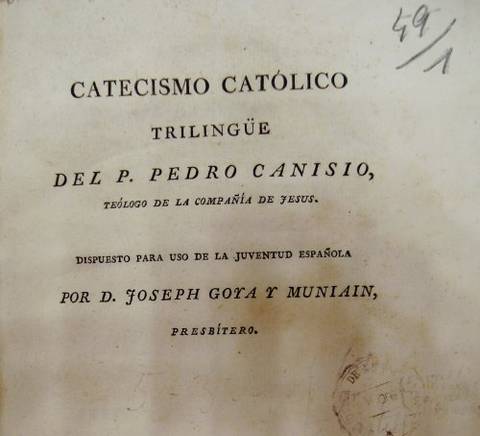 49/1
CATECISMO CATÓLICO
TRILINGÜE
DEL P. PEDRO CANISIO,
TEÓLOGO DE LA COMPAÑÍA DE JESUS.
DISPUESTO PARA USO DE LA JUVENTUD ESPAÑOLA
POR D. JOSEPH GOYA Y MUNIAIN,
PRESBÍTERO.